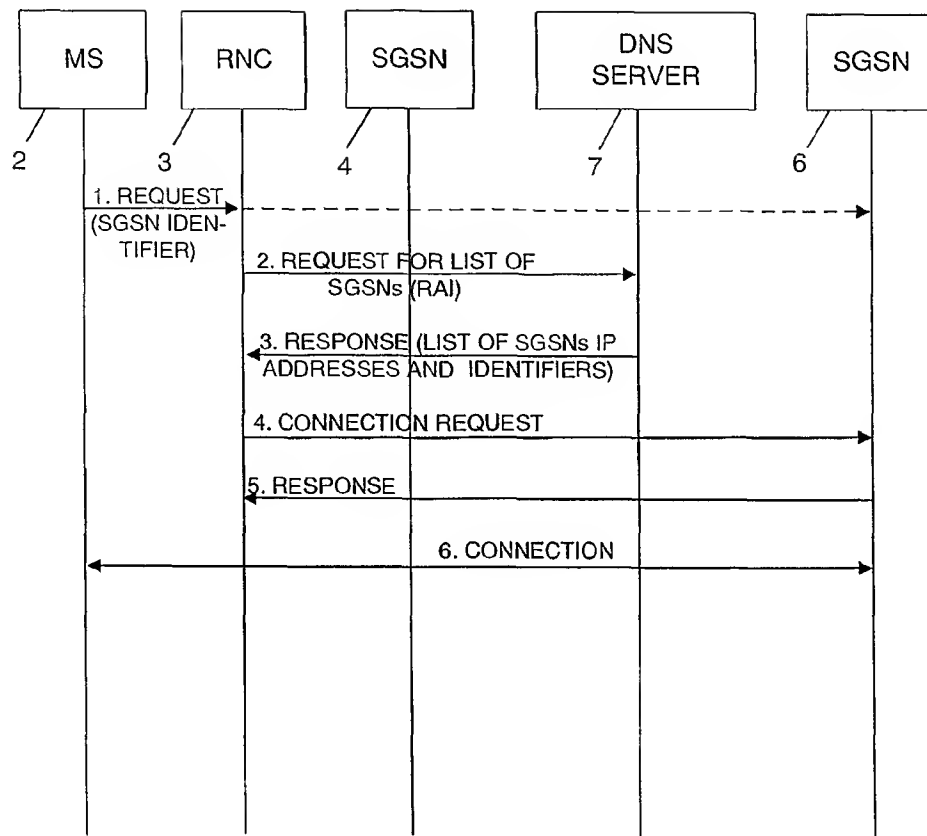 MS
RNC
SGSN
DNS
SERVER
SGSN
2
3
4
7
6
1. REQUEST
(SGSN IDEN-
TIFIER)
2. REQUEST FOR LIST OF
SGSNs (RAI)
3. RESPONSE (LIST OF SGSNs IP
ADDRESSES AND IDENTIFIERS)
4. CONNECTION REQUEST
5. RESPONSE
6. CONNECTION